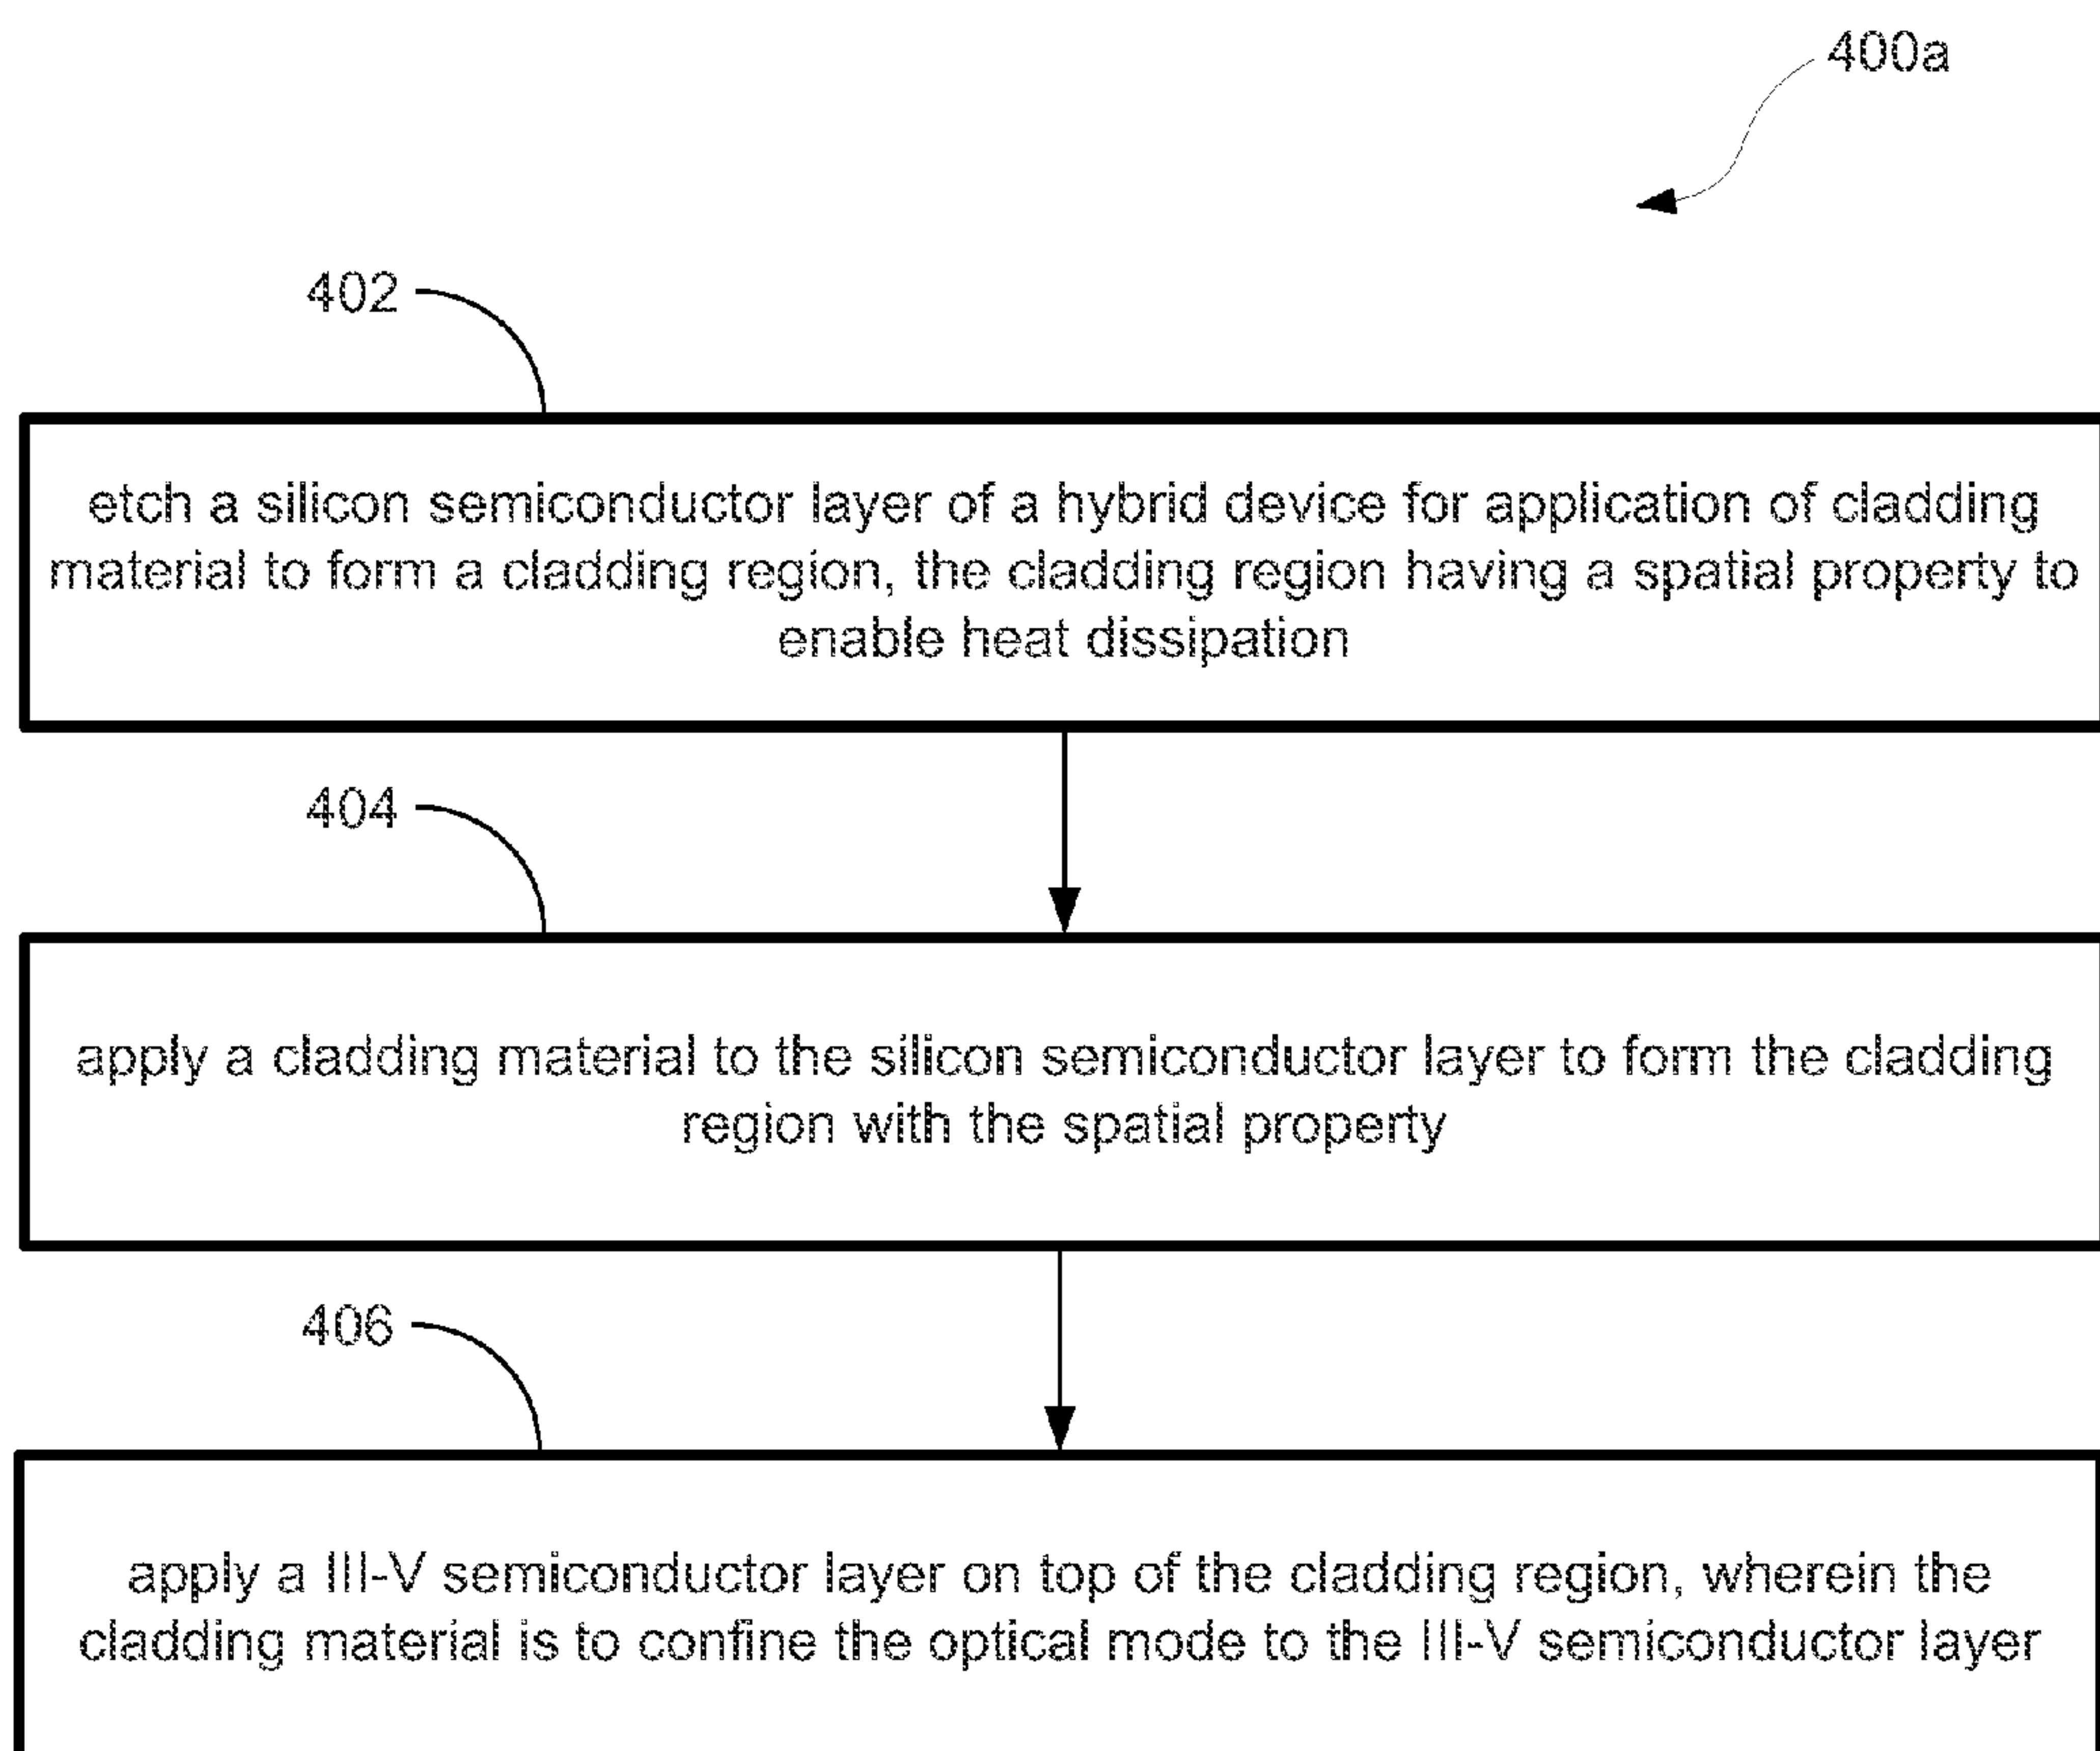 400a
402
etch a silicon semiconductor layer of a hybrid device for application of cladding
material to form a cladding region, the cladding region having a spatial property to
enable heat dissipation
404
apply a cladding material to the silicon semiconductor layer to form the cladding
region with the spatial property
406
apply a III-V semiconductor layer on top of the cladding region, wherein the
cladding material is to confine the optical mode to the III-V semiconductor layer